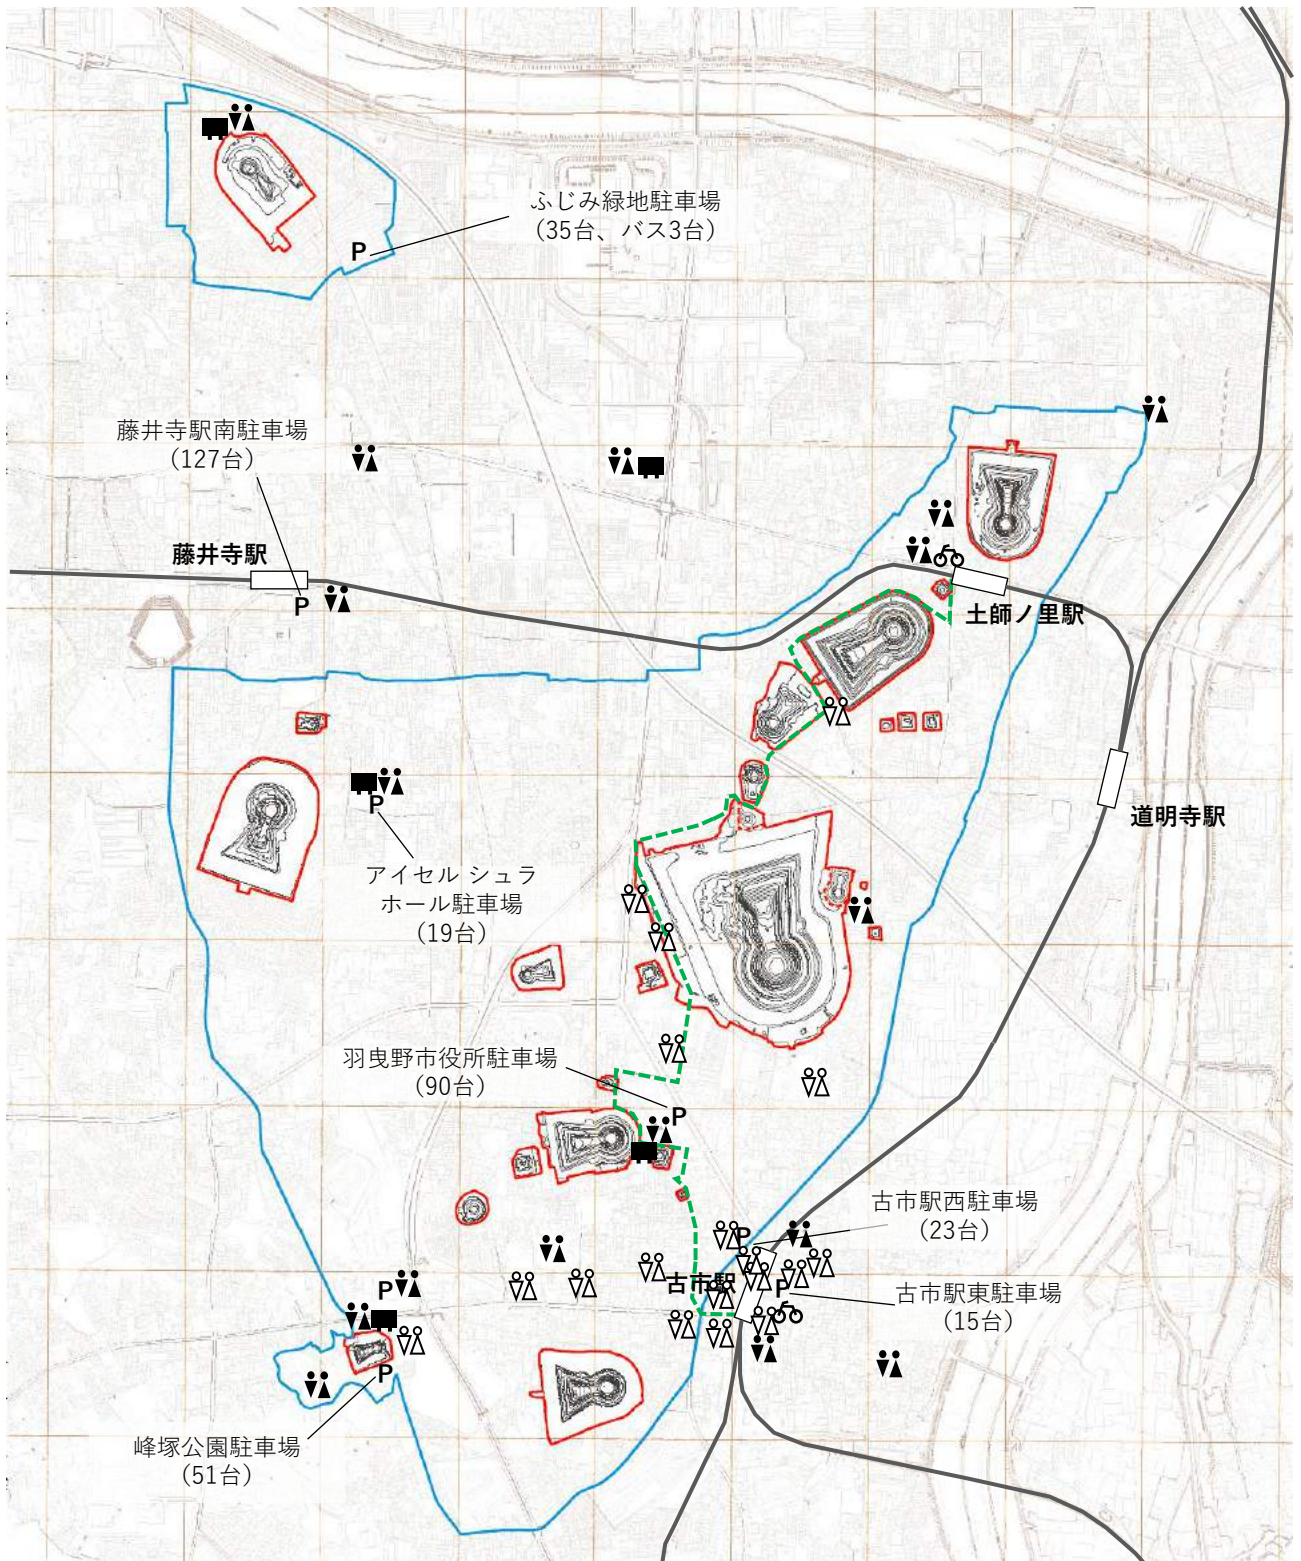 ふじみ緑地駐車場
(35台、バス3台)
P
藤井寺駅南駐車場
(127台)
藤井寺駅
P
土師ノ里駅
道明寺駅
P
アイセル シュラ
ホール駐車場
(19台)
羽曳野市役所駐車場
(90台)
P
古市駅西駐車場
(23台)
P
古市駅
P
古市駅東駐車場
(15台)
P
P
峰塚公園駐車場
(51台)